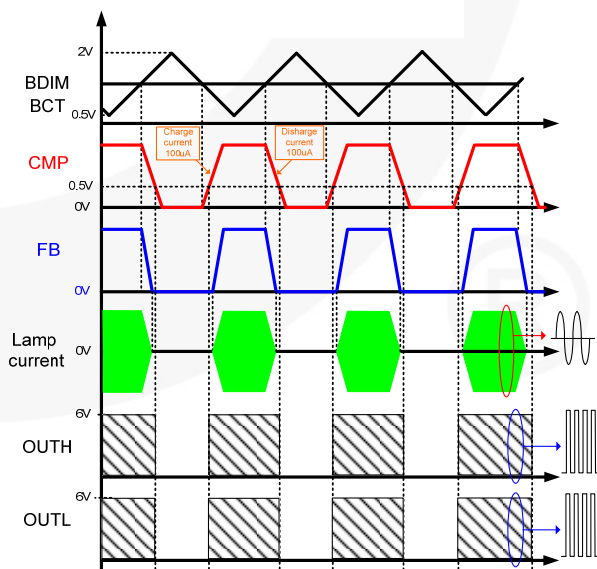 2V
BDIM
BCT
0.5V
Charge
current
100uA
Disharge
current
100uA
CMP
0.5V
0V
FB
0V
Lamp
current
0V
6V
OUTH
6V
OUTL